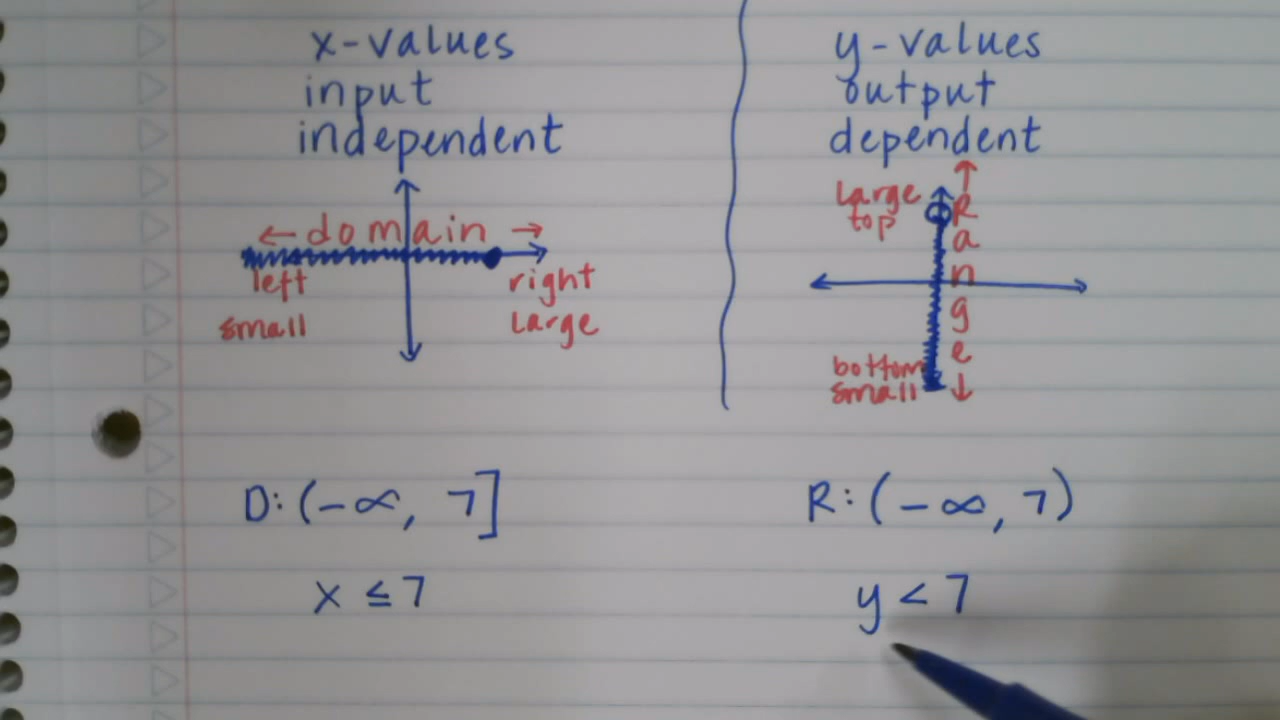 x-values
input
independent
← domain →
left
small
right
large
D: (-∞, 7]
x ≤ 7
y-values
output
dependent
large
top
Range
bottom
small
R: (-∞, 7)
y < 7